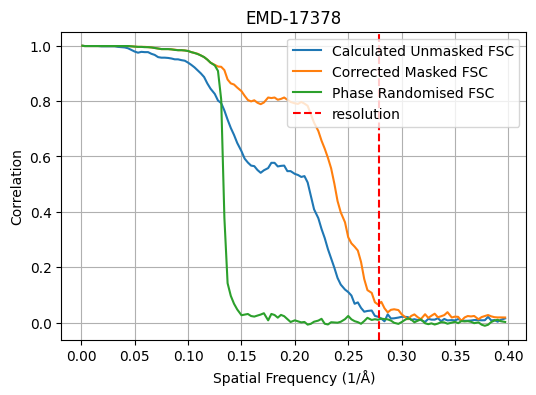 EMD-17378
Calculated Unmasked FSC
Corrected Masked FSC
Phase Randomised FSC
resolution
Correlation
1.0
0.8
0.6
0.4
0.2
0.0
0.00 0.05 0.10 0.15 0.20 0.25 0.30 0.35 0.40
Spatial Frequency (1/Å)